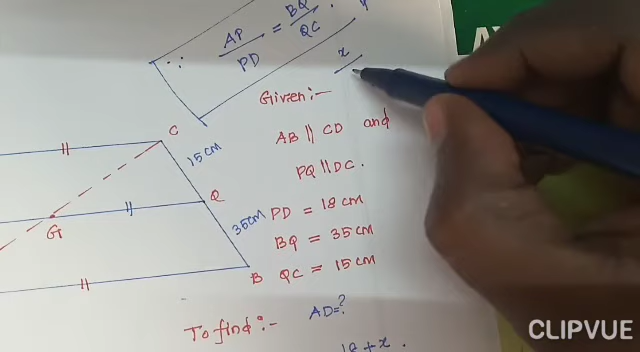 ∵ AP/PD = BQ/QC.
x
Given:-
AB || CD and
PQ || DC.
PD = 18 cm
BQ = 35 cm
QC = 15 cm
To find:- AD=?
18 + x.
C
15 CM
Q
35 CM
G
B
CLIPVUE